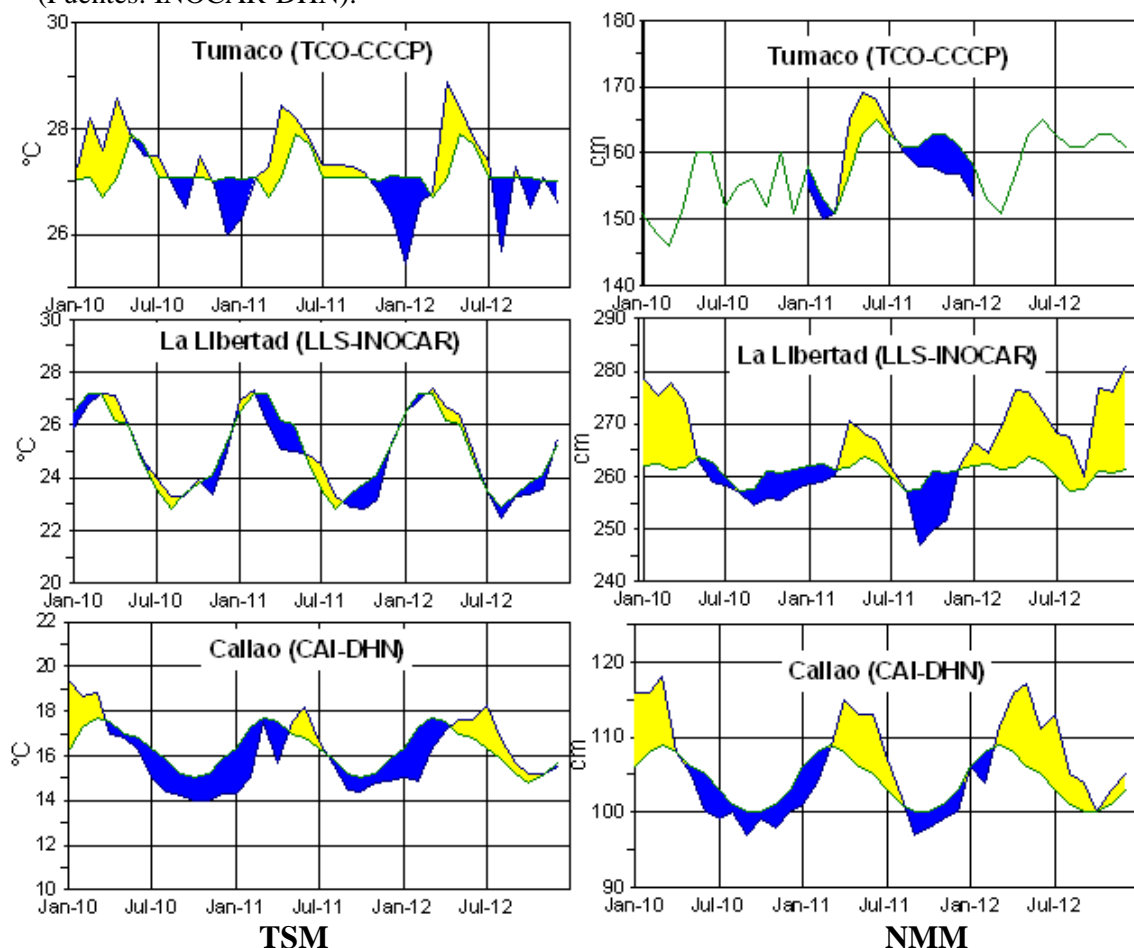 (Fuentes: INOCAR-DHN).
Tumaco (TCO-CCCP)
30
28
26
°C
Jan-10 Jul-10 Jan-11 Jul-11 Jan-12 Jul-12
Tumaco (TCO-CCCP)
180
170
160
150
140
cm
Jan-10 Jul-10 Jan-11 Jul-11 Jan-12 Jul-12
La Libertad (LLS-INOCAR)
30
28
26
24
22
20
°C
Jan-10 Jul-10 Jan-11 Jul-11 Jan-12 Jul-12
La Libertad (LLS-INOCAR)
290
280
270
260
250
240
cm
Jan-10 Jul-10 Jan-11 Jul-11 Jan-12 Jul-12
Callao (CAI-DHN)
22
20
18
16
14
12
10
°C
Jan-10 Jul-10 Jan-11 Jul-11 Jan-12 Jul-12
TSM
Callao (CAI-DHN)
120
110
100
90
cm
Jan-10 Jul-10 Jan-11 Jul-11 Jan-12 Jul-12
NMM